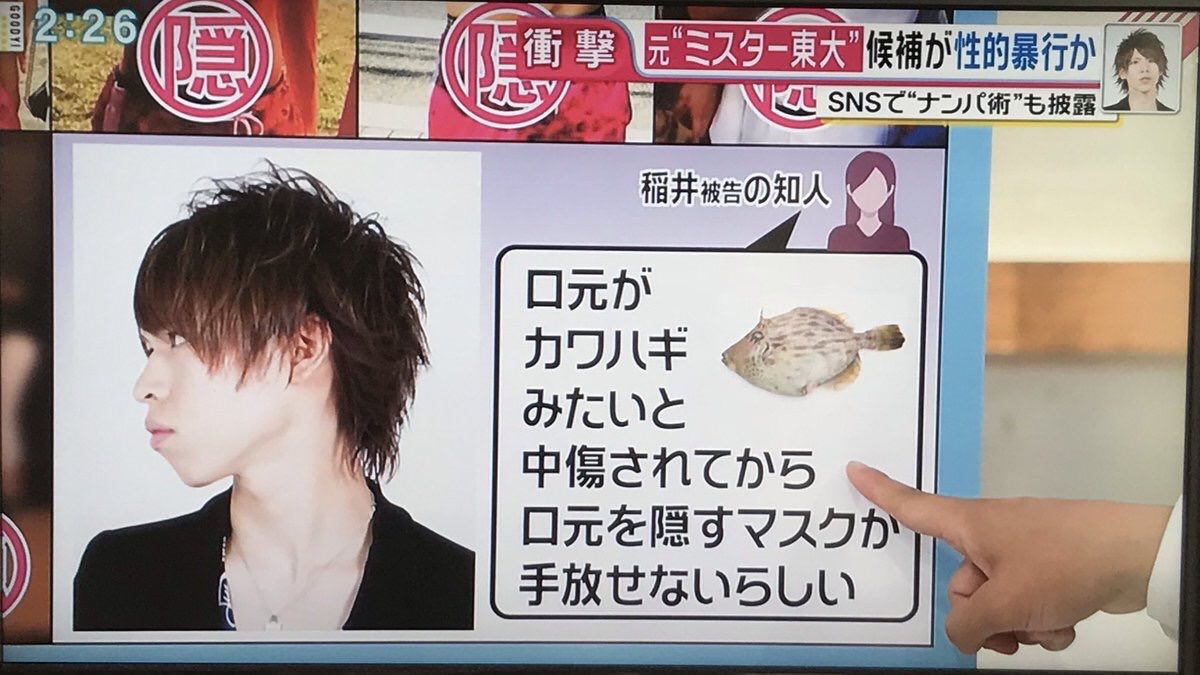 GOODY!
2:26
隠
隠
衝撃
元“ミスター東大”候補が性的暴行か
SNSで“ナンパ術”も披露
稲井被告の知人
口元が
カワハギ
みたいと
中傷されてから
口元を隠すマスクが
手放せないらしい